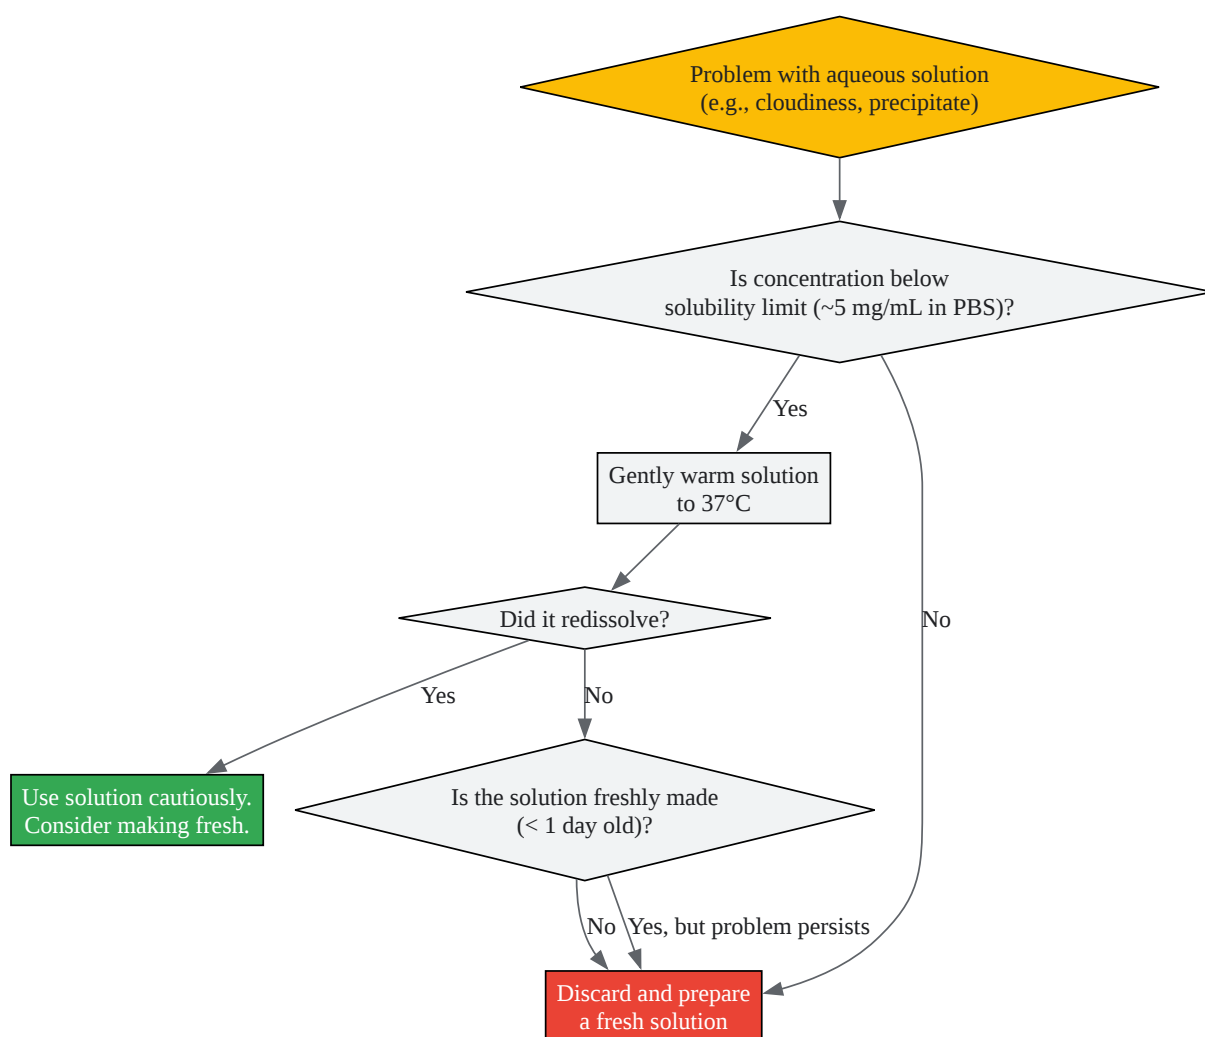 Problem with aqueous solution
(e.g., cloudiness, precipitate)
Is concentration below
solubility limit (~5 mg/mL in PBS)?
Yes
Gently warm solution
to 37°C
Did it redissolve?
No
Yes
No
Is the solution freshly made
(< 1 day old)?
Use solution cautiously.
Consider making fresh.
No
Yes, but problem persists
Discard and prepare
a fresh solution